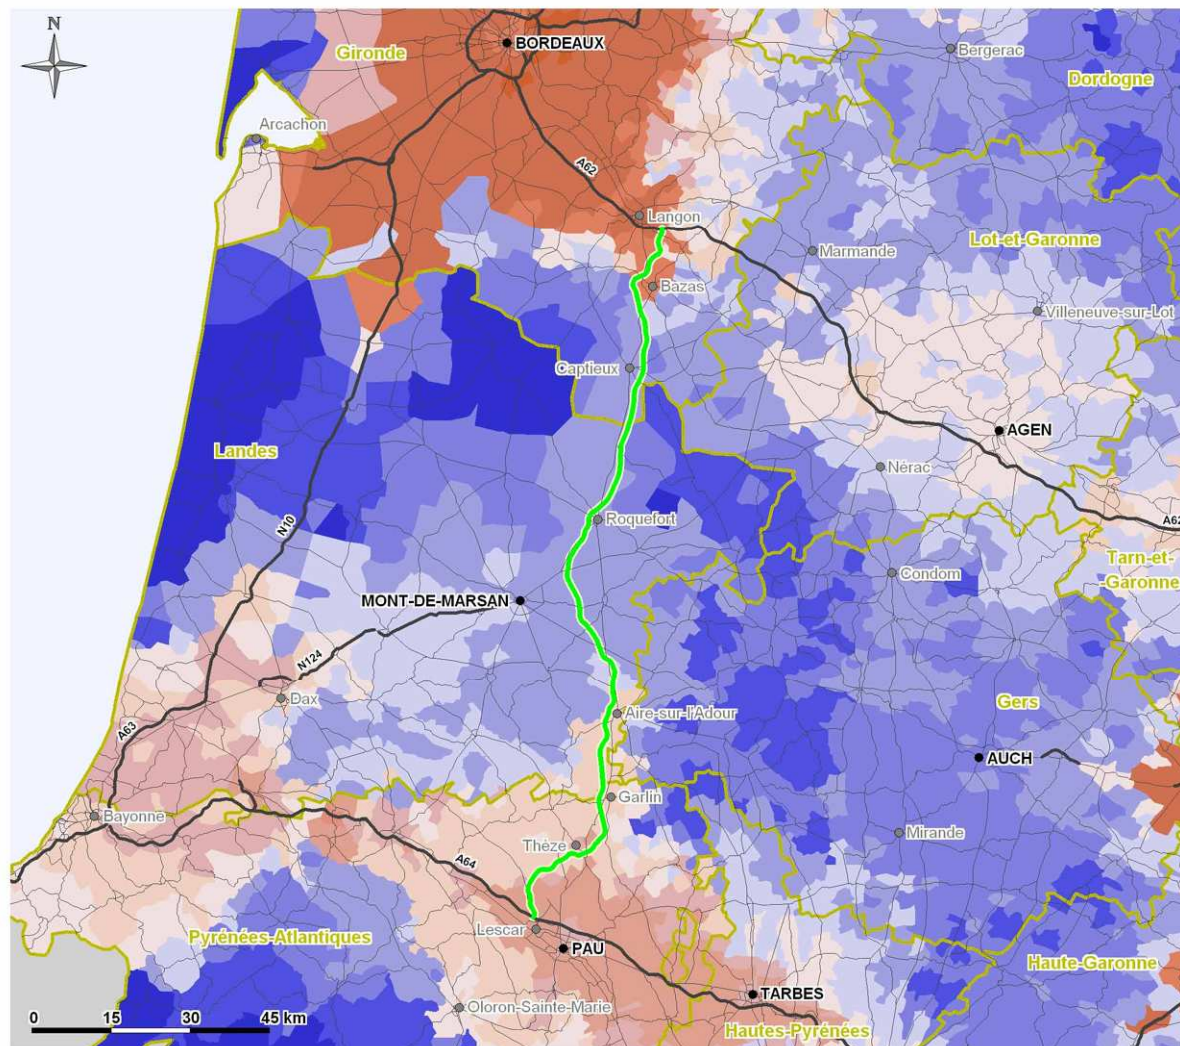 N
BORDEAUX
Gironde
Bergerac
Dordogne
Arcachon
A62
Langon
Lot-et-Garonne
Marmande
Bazas
Villeneuve-sur-Lot
Captieux
AGEN
Landes
Nérac
N10
Roquefort
A62
Tarn-et-
-Garonne
Condom
MONT-DE-MARSAN
N124
Dax
Gers
Aire-sur-l'Adour
A63
AUCH
Garlin
Bayonne
Mirande
Thèze
A64
Lescar
Pyrénées-Atlantiques
PAU
Haute-Garonne
TARBES
Oloron-Sainte-Marie
0 15 30 45 km
Hautes-Pyrénées